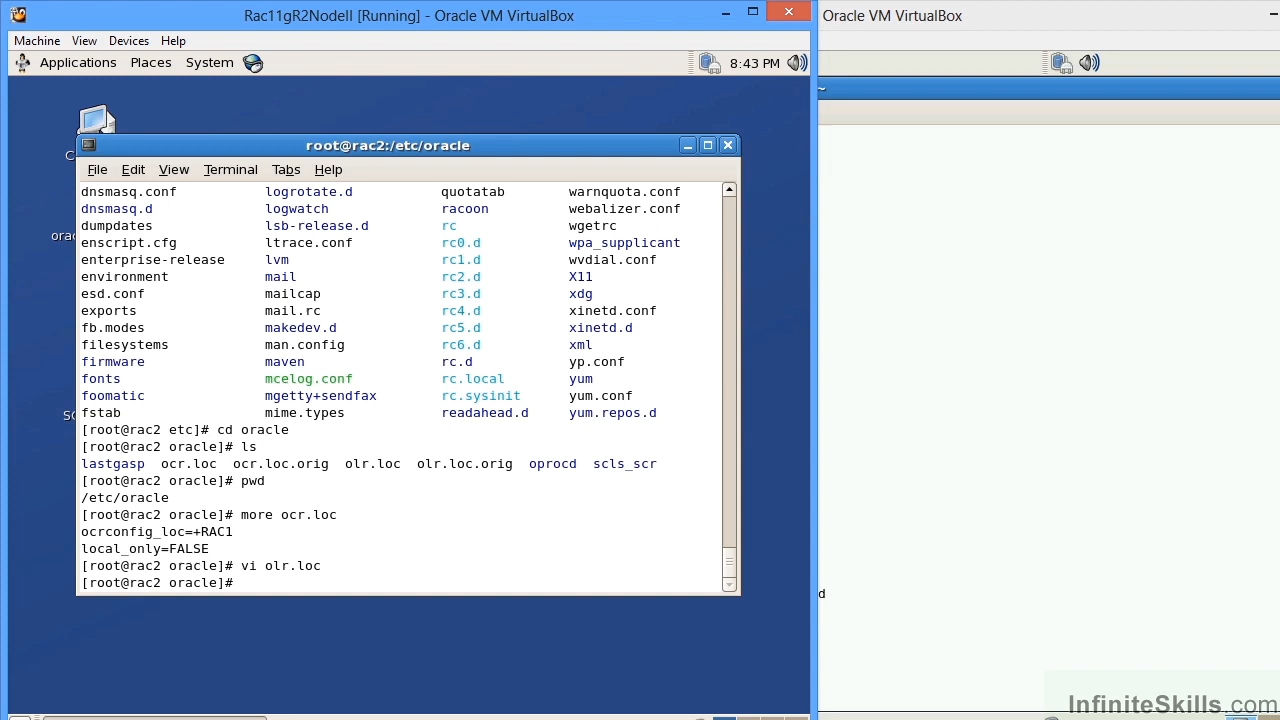 Rac11gR2NodeII [Running] - Oracle VM VirtualBox
Oracle VM VirtualBox
Machine View Devices Help
Applications Places System
8:43 PM
~
root@rac2:/etc/oracle
File Edit View Terminal Tabs Help
dnsmasq.conf logrotate.d quotatab warnquota.conf
dnsmasq.d logwatch racoon webalizer.conf
dumpdates lsb-release.d rc wgetrc
enscript.cfg ltrace.conf rc0.d wpa_supplicant
enterprise-release lvm rc1.d wvdial.conf
environment mail rc2.d X11
esd.conf mailcap rc3.d xdg
exports mail.rc rc4.d xinetd.conf
fb.modes makedev.d rc5.d xinetd.d
filesystems man.config rc6.d xml
firmware maven rc.d yp.conf
fonts mcelog.conf rc.local yum
foomatic mgetty+sendfax rc.sysinit yum.conf
fstab mime.types readahead.d yum.repos.d
[root@rac2 etc]# cd oracle
[root@rac2 oracle]# ls
lastgasp ocr.loc ocr.loc.orig olr.loc olr.loc.orig oprocd scls_scr
[root@rac2 oracle]# pwd
/etc/oracle
[root@rac2 oracle]# more ocr.loc
ocrconfig_loc=+RAC1
local_only=FALSE
[root@rac2 oracle]# vi olr.loc
[root@rac2 oracle]#
d
InfiniteSkills.com